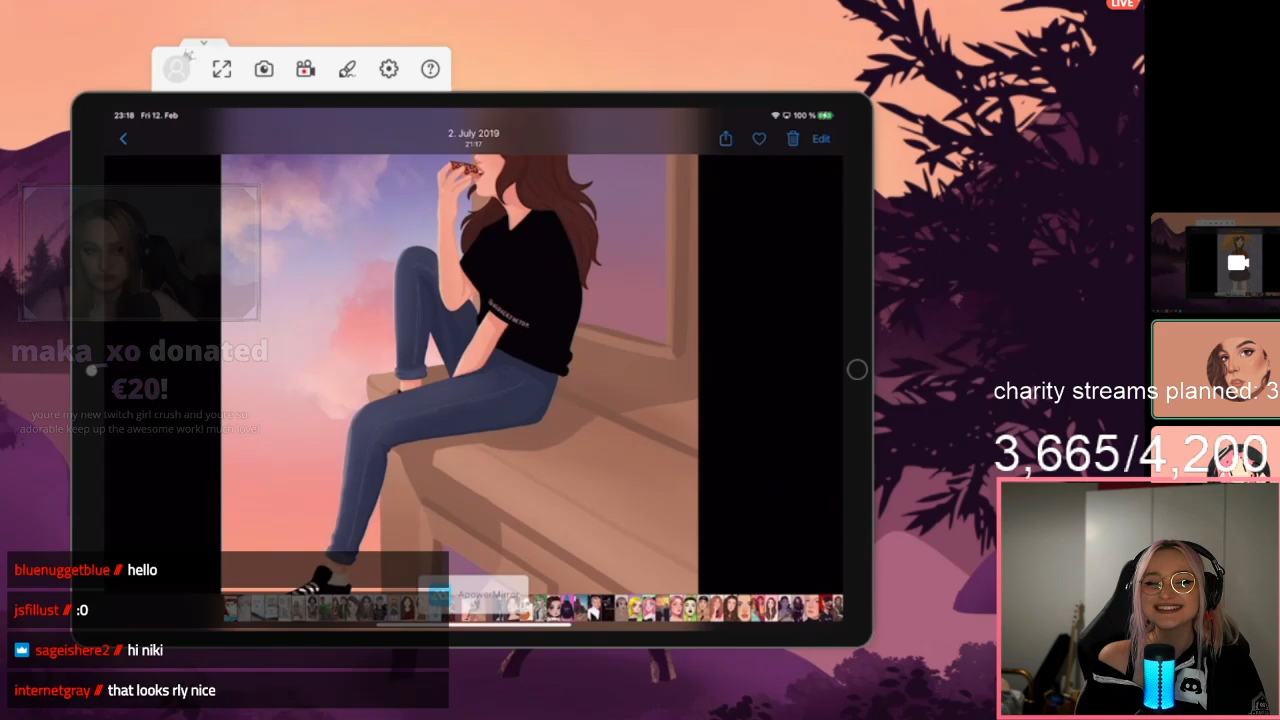 LIVE
23:18 Fri 12. Feb
100 %
2. July 2019
21:17
Edit
maka_xo donated
€20!
youre my new twitch girl crush and youre so
adorable keep up the awesome work! much love!
charity streams planned: 3
3,665/4,200
ApowerMirror
bluenuggetblue // hello
jsfillust // :0
sageishere2 // hi niki
internetgray // that looks rly nice